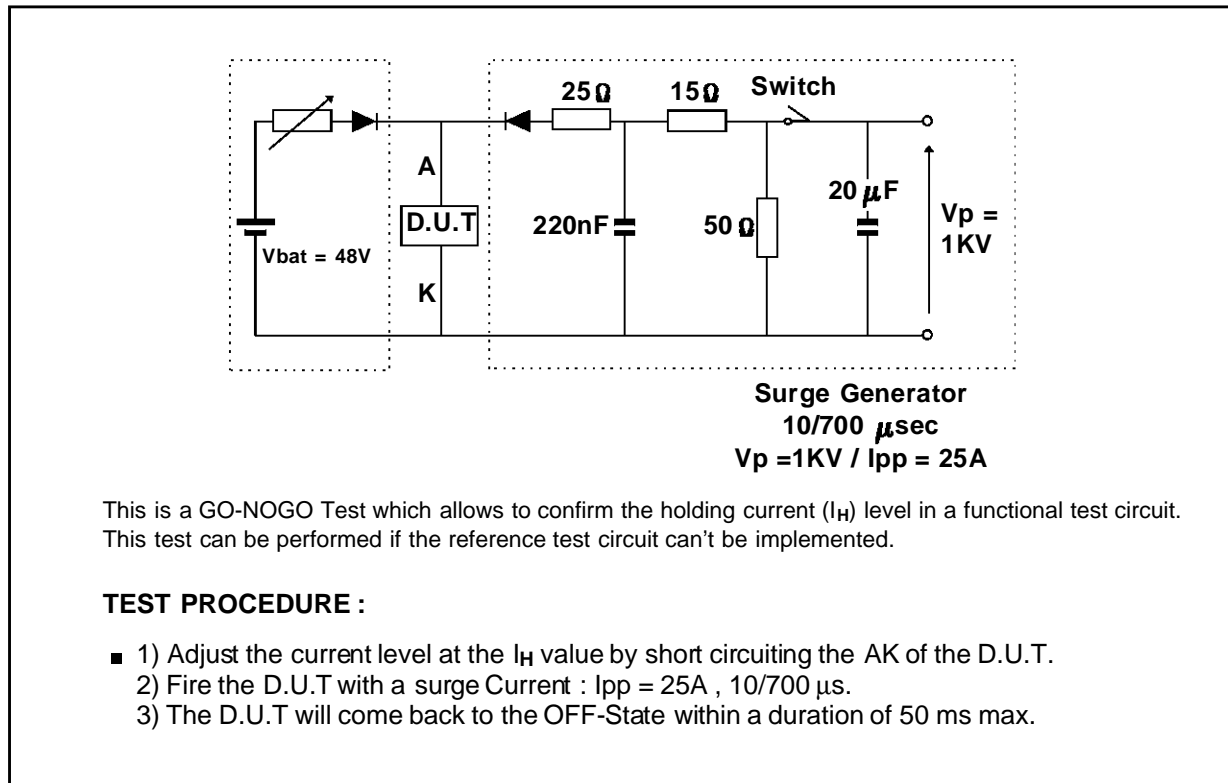 25Ω
15Ω
Switch
A
D.U.T
K
Vbat = 48V
220nF
50Ω
20 μF
Vp =
1KV
Surge Generator
10/700 μsec
Vp =1KV / Ipp = 25A
This is a GO-NOGO Test which allows to confirm the holding current (IH) level in a functional test circuit.
This test can be performed if the reference test circuit can't be implemented.
TEST PROCEDURE :
■ 1) Adjust the current level at the IH value by short circuiting the AK of the D.U.T.
2) Fire the D.U.T with a surge Current : Ipp = 25A , 10/700 μs.
3) The D.U.T will come back to the OFF-State within a duration of 50 ms max.